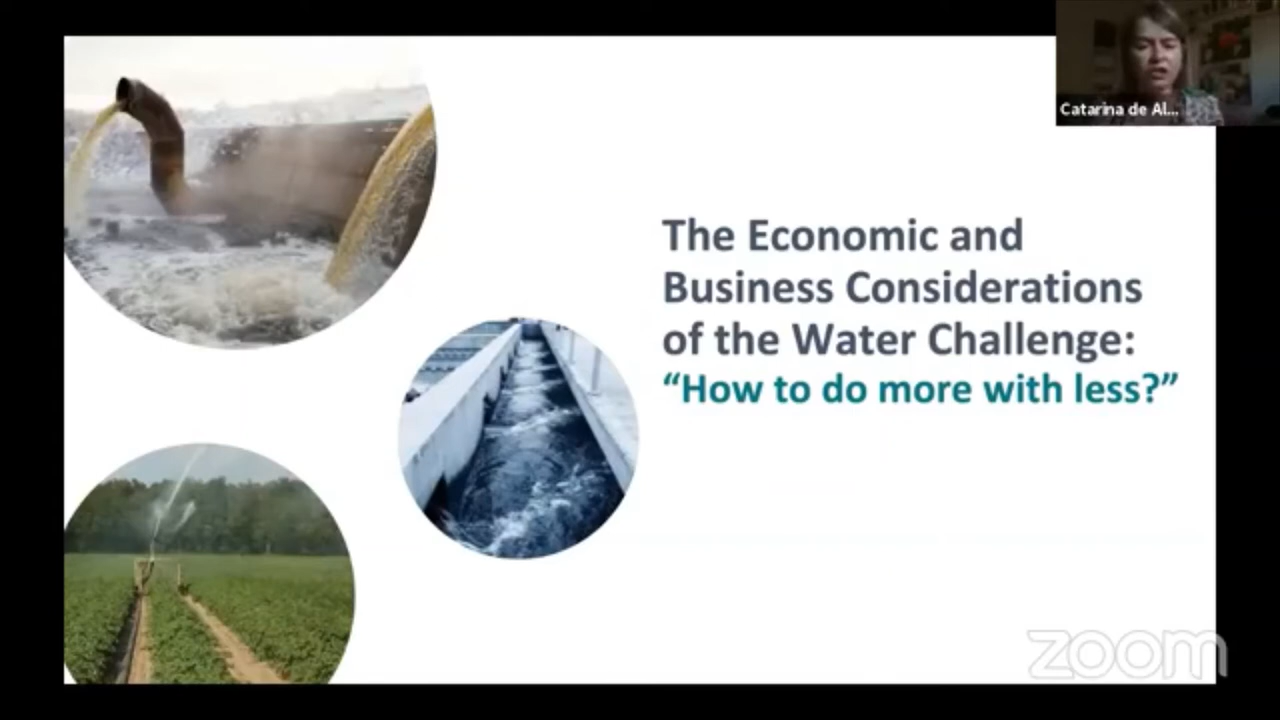 Catarina de Al...
The Economic and
Business Considerations
of the Water Challenge:
“How to do more with less?”
zoom